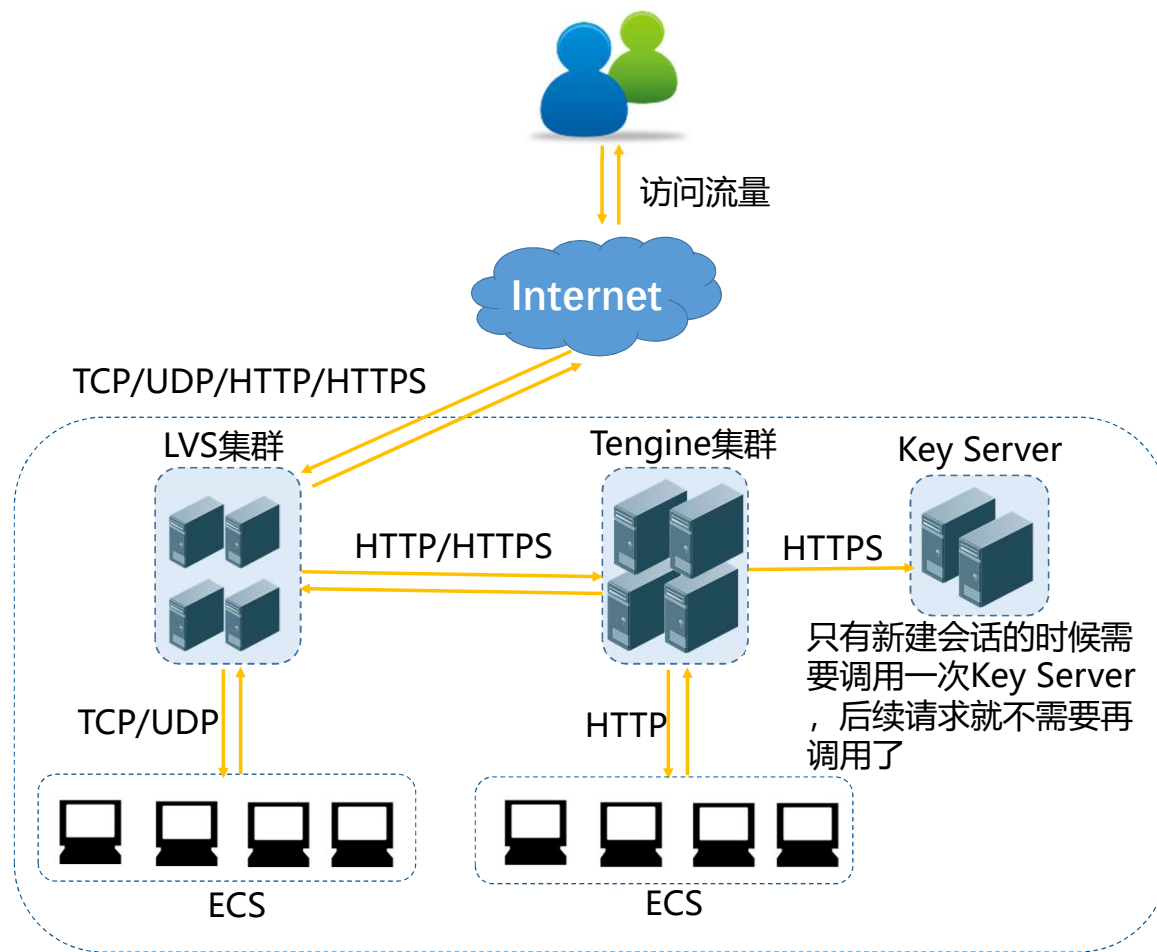 访问流量
Internet
TCP/UDP/HTTP/HTTPS
LVS集群
Tengine集群
Key Server
HTTP/HTTPS
HTTPS
只有新建会话的时候需
要调用一次Key Server
，后续请求就不需要再
调用了
TCP/UDP
HTTP
ECS
ECS